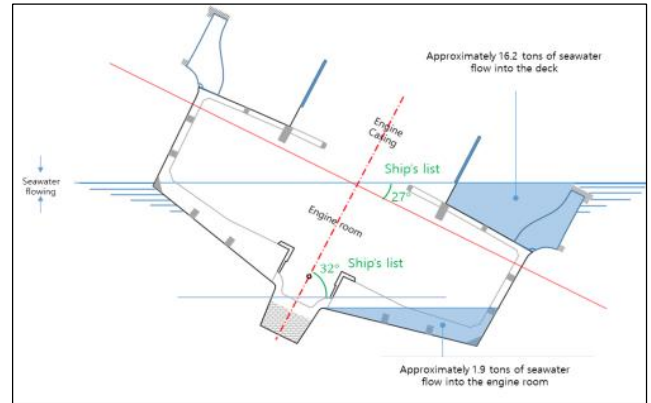 Approximately 16.2 tons of seawater
flow into the deck
Engine
Casing
Ship's list
27°
Seawater
flowing
Engine room
32° Ship's list
Approximately 1.9 tons of seawater
flow into the engine room